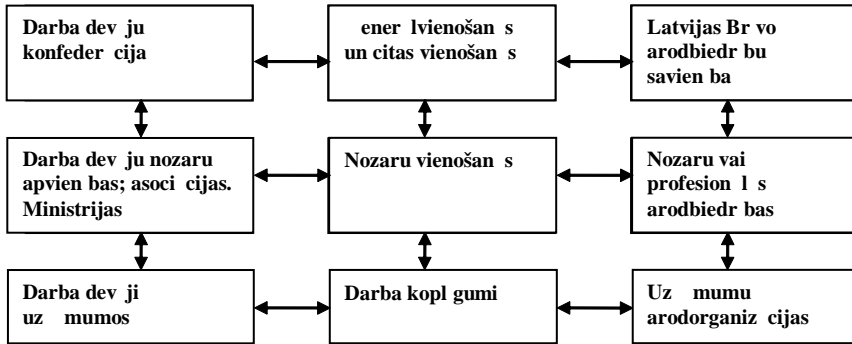 Darba dev ju
konfeder cija
ener lvienošan s
un citas vienošan s
Latvijas Br vo
arodbiedr bu
savien ba
Darba dev ju nozaru
apvien bas; asoci cijas.
Ministrijas
Nozaru vienošan s
Nozaru vai
profesion l s
arodbiedr bas
Darba dev ji
uz mumos
Darba kopl gumi
Uz mumu
arodorganiz cijas